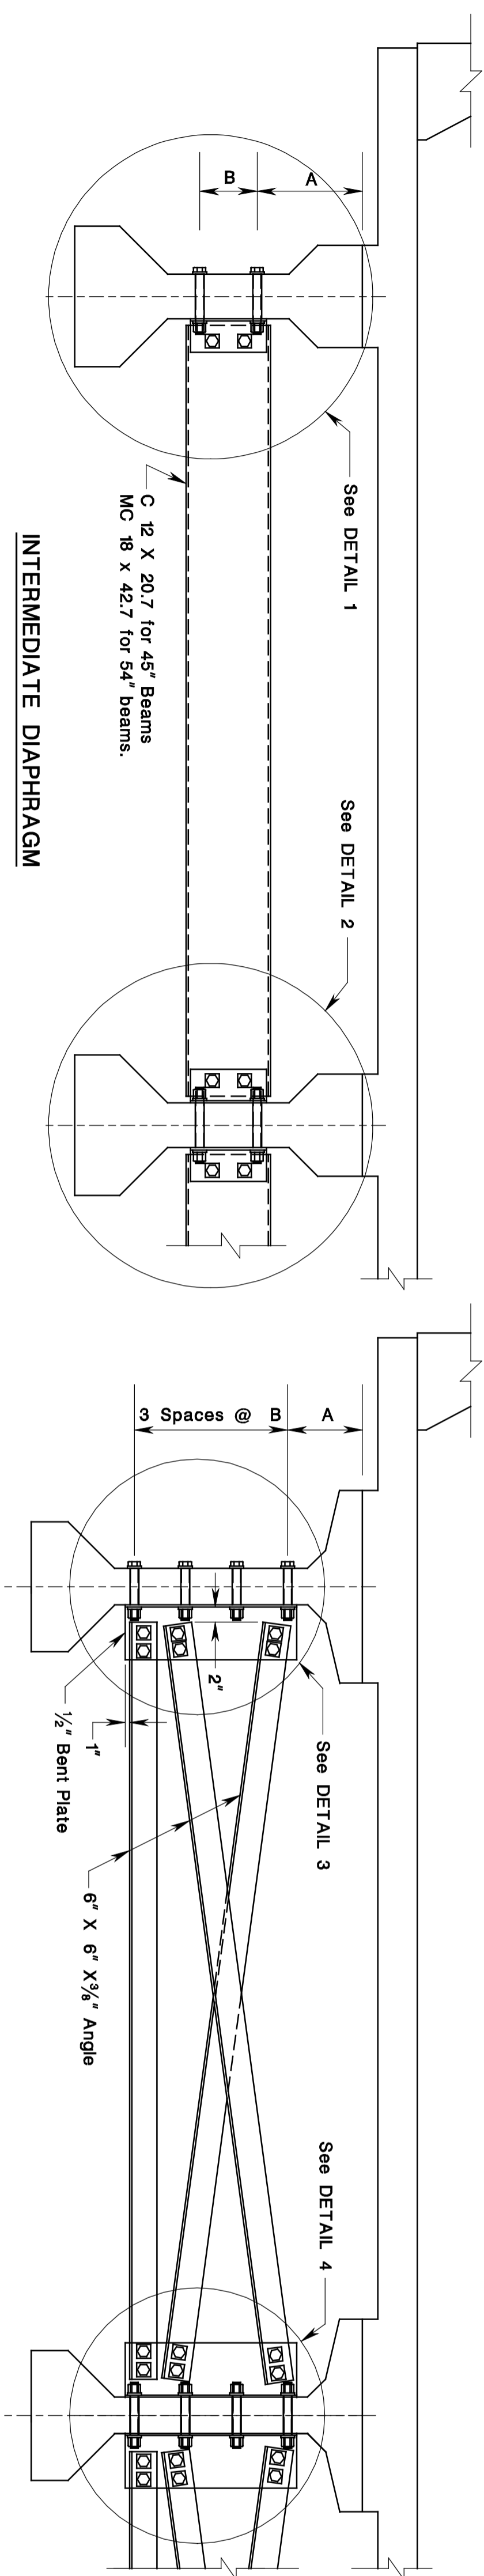 B
A
See DETAIL 1
See DETAIL 2
C 12 X 20.7 for 45" Beams
MC 18 x 42.7 for 54" beams.
INTERMEDIATE DIAPHRAGM
3 Spaces @ B
A
2"
See DETAIL 3
1"
½" Bent Plate
6" X 6" X⅜" Angle
See DETAIL 4